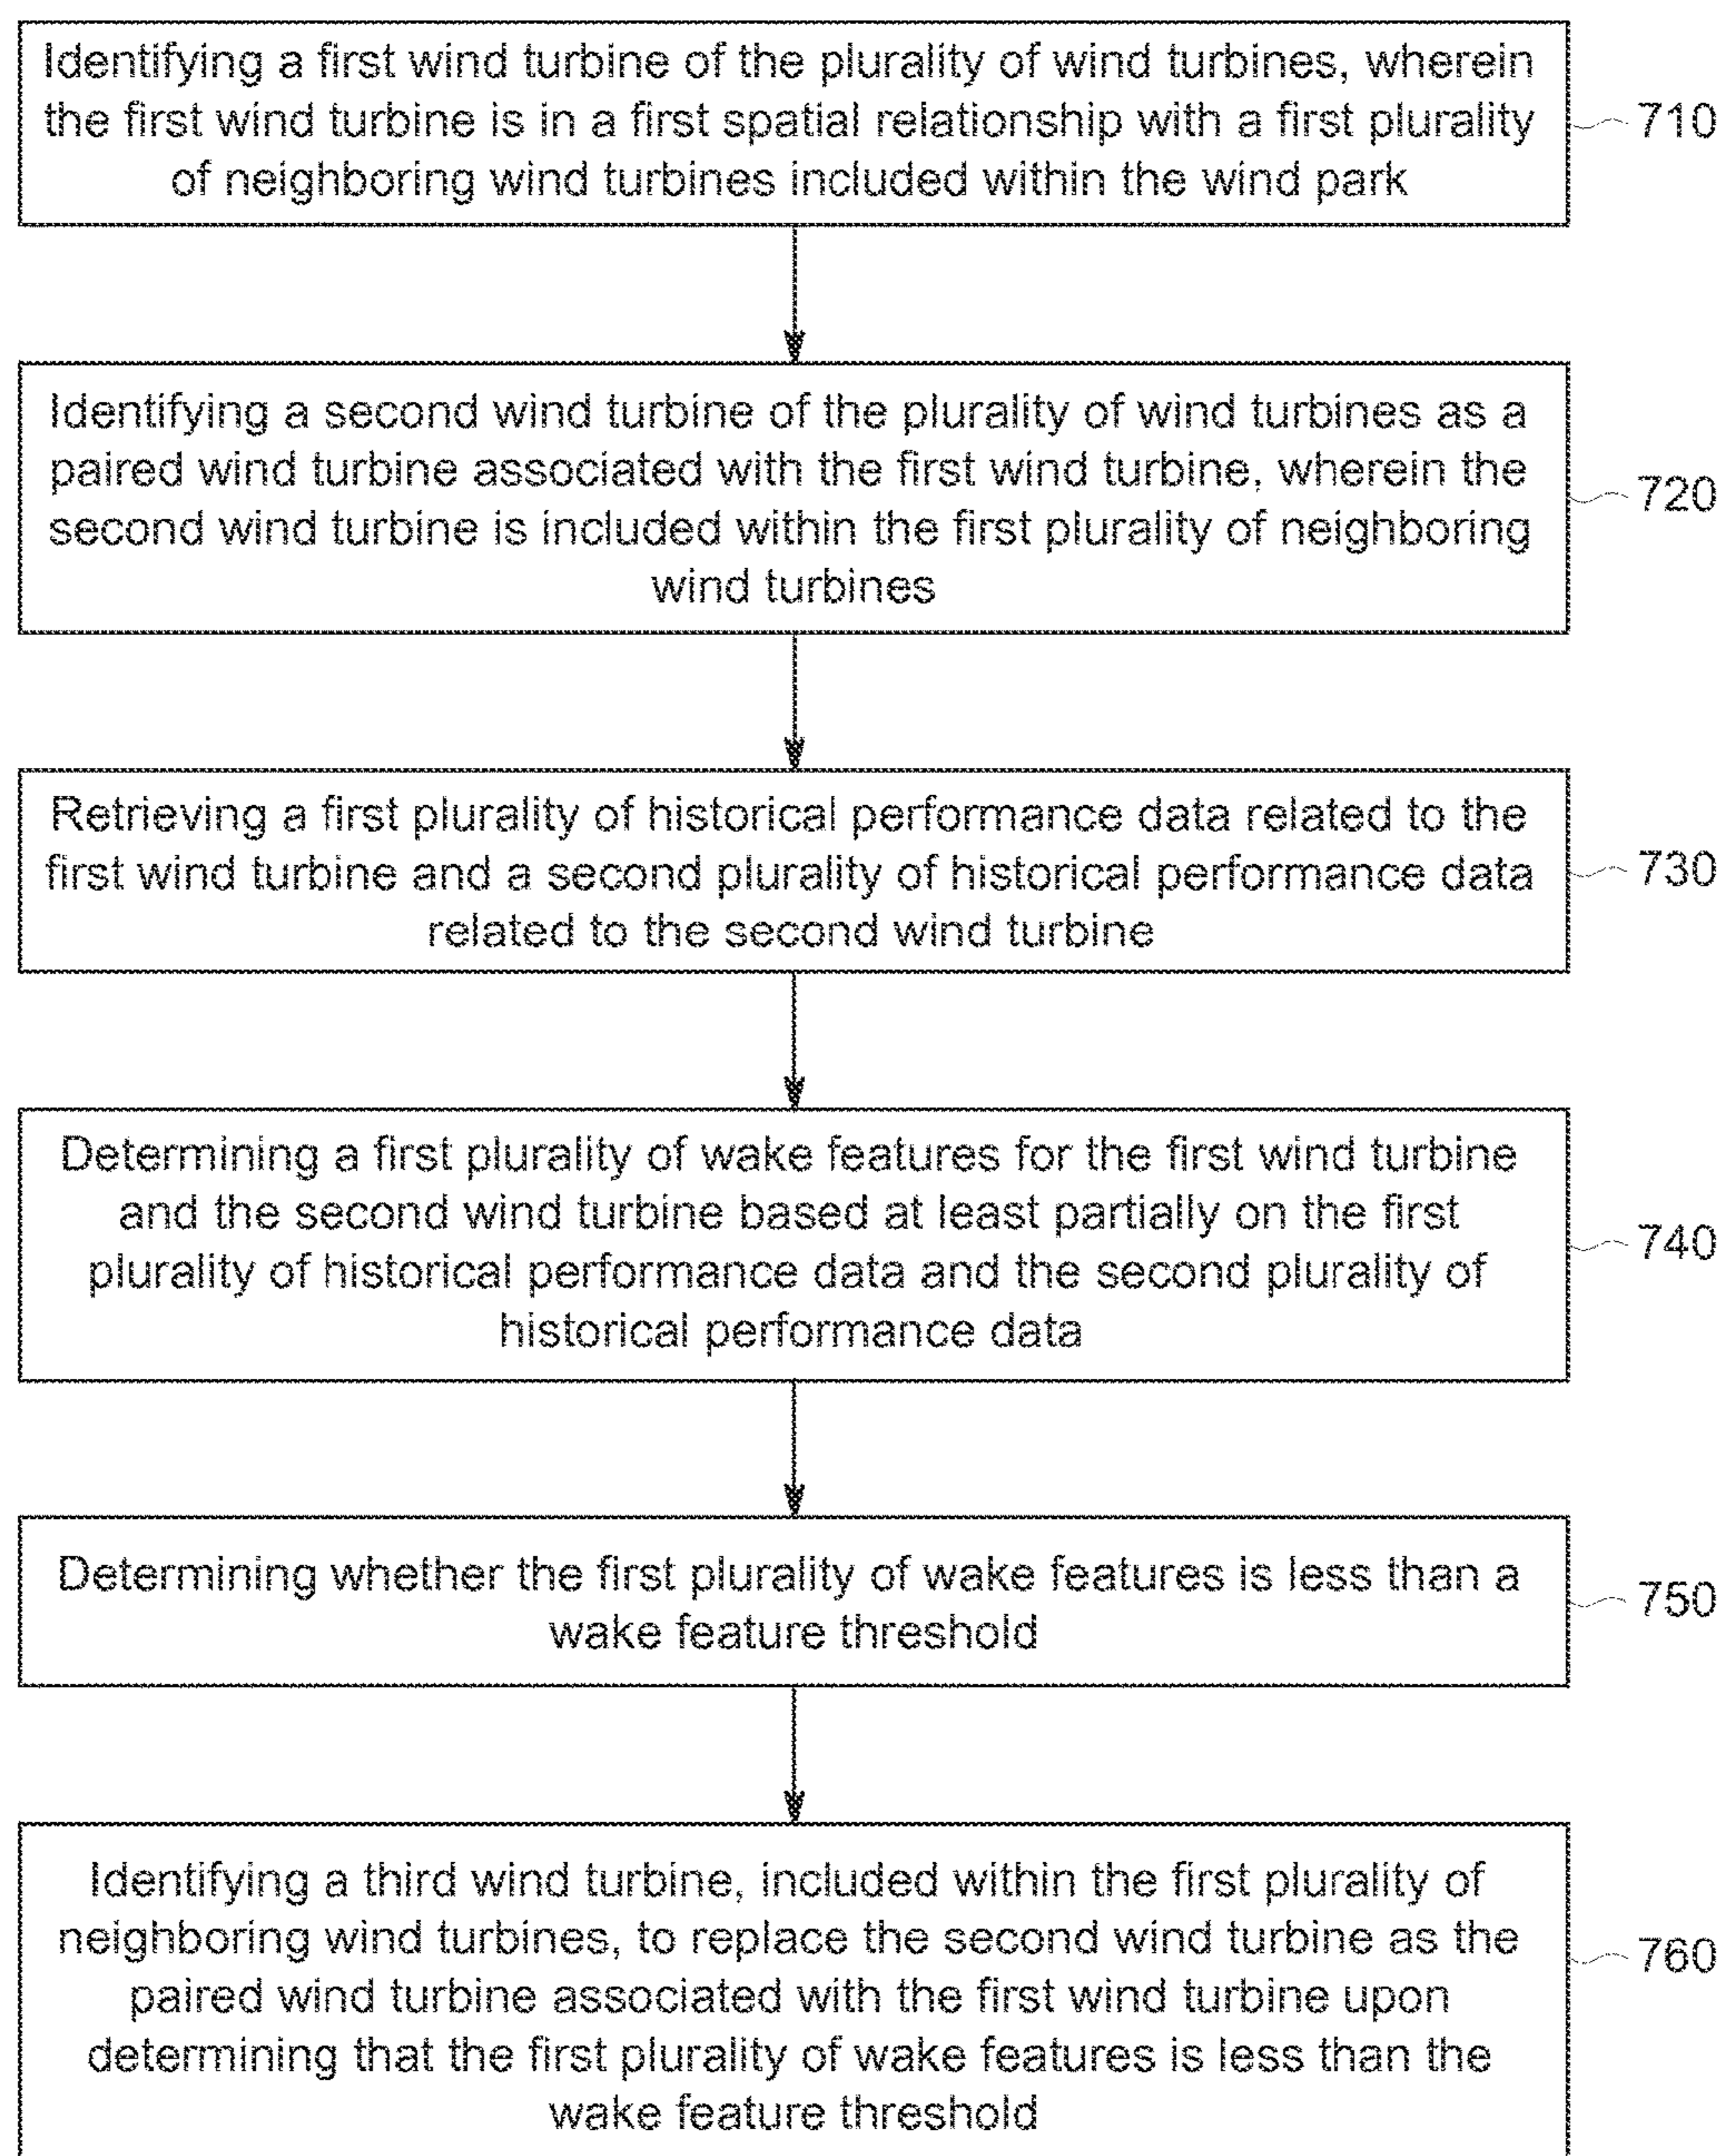 Identifying a first wind turbine of the plurality of wind turbines, wherein
the first wind turbine is in a first spatial relationship with a first plurality
of neighboring wind turbines included within the wind park
710
Identifying a second wind turbine of the plurality of wind turbines as a
paired wind turbine associated with the first wind turbine, wherein the
second wind turbine is included within the first plurality of neighboring
wind turbines
720
Retrieving a first plurality of historical performance data related to the
first wind turbine and a second plurality of historical performance data
related to the second wind turbine
730
Determining a first plurality of wake features for the first wind turbine
and the second wind turbine based at least partially on the first
plurality of historical performance data and the second plurality of
historical performance data
740
Determining whether the first plurality of wake features is less than a
wake feature threshold
750
Identifying a third wind turbine, included within the first plurality of
neighboring wind turbines, to replace the second wind turbine as the
paired wind turbine associated with the first wind turbine upon
determining that the first plurality of wake features is less than the
wake feature threshold
760